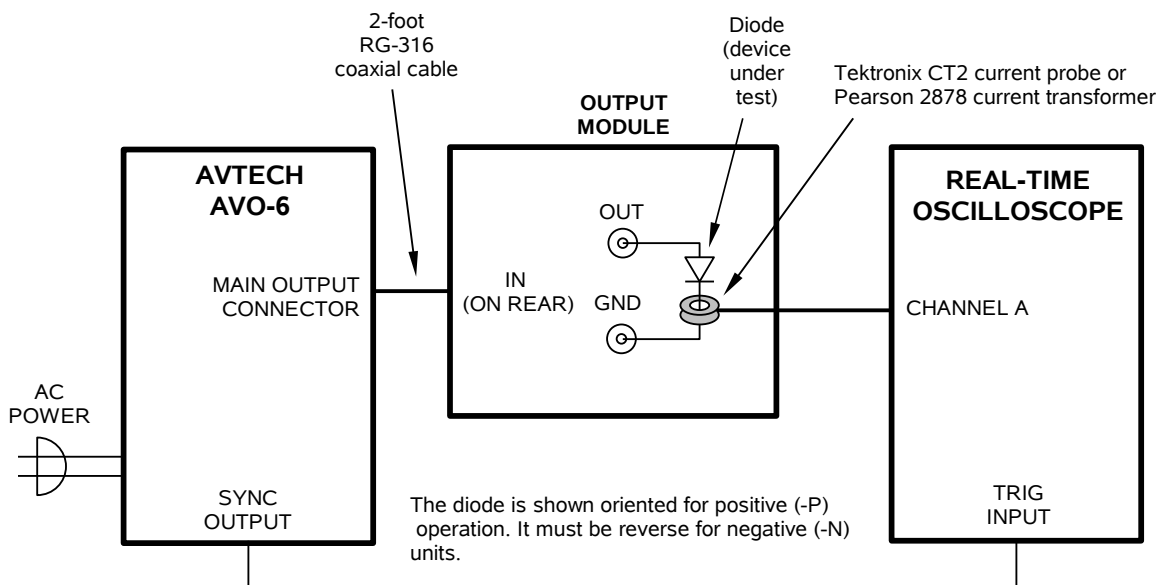 2-foot
RG-316
coaxial cable
Diode
(device
under
test)
Tektronix CT2 current probe or
Pearson 2878 current transformer
OUTPUT
MODULE
AVTECH
AVO-6
REAL-TIME
OSCILLOSCOPE
OUT
MAIN OUTPUT
CONNECTOR
IN
(ON REAR)
GND
CHANNEL A
AC
POWER
SYNC
OUTPUT
The diode is shown oriented for positive (-P)
operation. It must be reverse for negative (-N)
units.
TRIG
INPUT